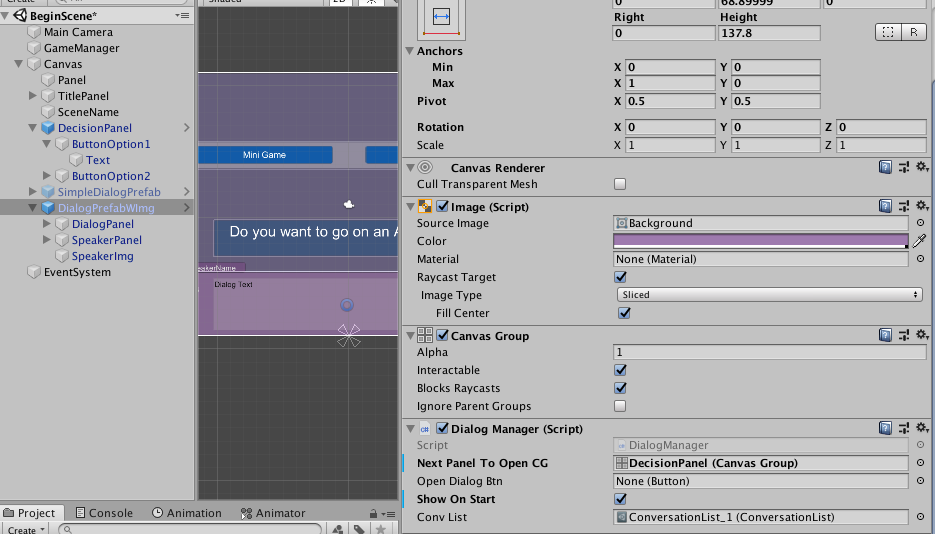 Create
All
Shaded
2D
BeginScene*
Main Camera
GameManager
Canvas
Panel
TitlePanel
SceneName
DecisionPanel
ButtonOption1
Text
ButtonOption2
SimpleDialogPrefab
DialogPrefabWImg
DialogPanel
SpeakerPanel
SpeakerImg
EventSystem
Mini Game
Do you want to go on an A
eakerName
Dialog Text
0
68.89999
0
Right
Height
0
137.8
R
Anchors
Min
X 0
Y 0
Max
X 1
Y 0
Pivot
X 0.5
Y 0.5
Rotation
X 0
Y 0
Z 0
Scale
X 1
Y 1
Z 1
Canvas Renderer
Cull Transparent Mesh
Image (Script)
Source Image
Background
Color
Material
None (Material)
Raycast Target
Image Type
Sliced
Fill Center
Canvas Group
Alpha
1
Interactable
Blocks Raycasts
Ignore Parent Groups
Dialog Manager (Script)
Script
DialogManager
Next Panel To Open CG
DecisionPanel (Canvas Group)
Open Dialog Btn
None (Button)
Show On Start
Conv List
ConversationList_1 (ConversationList)
Project
Console
Animation
Animator
Create